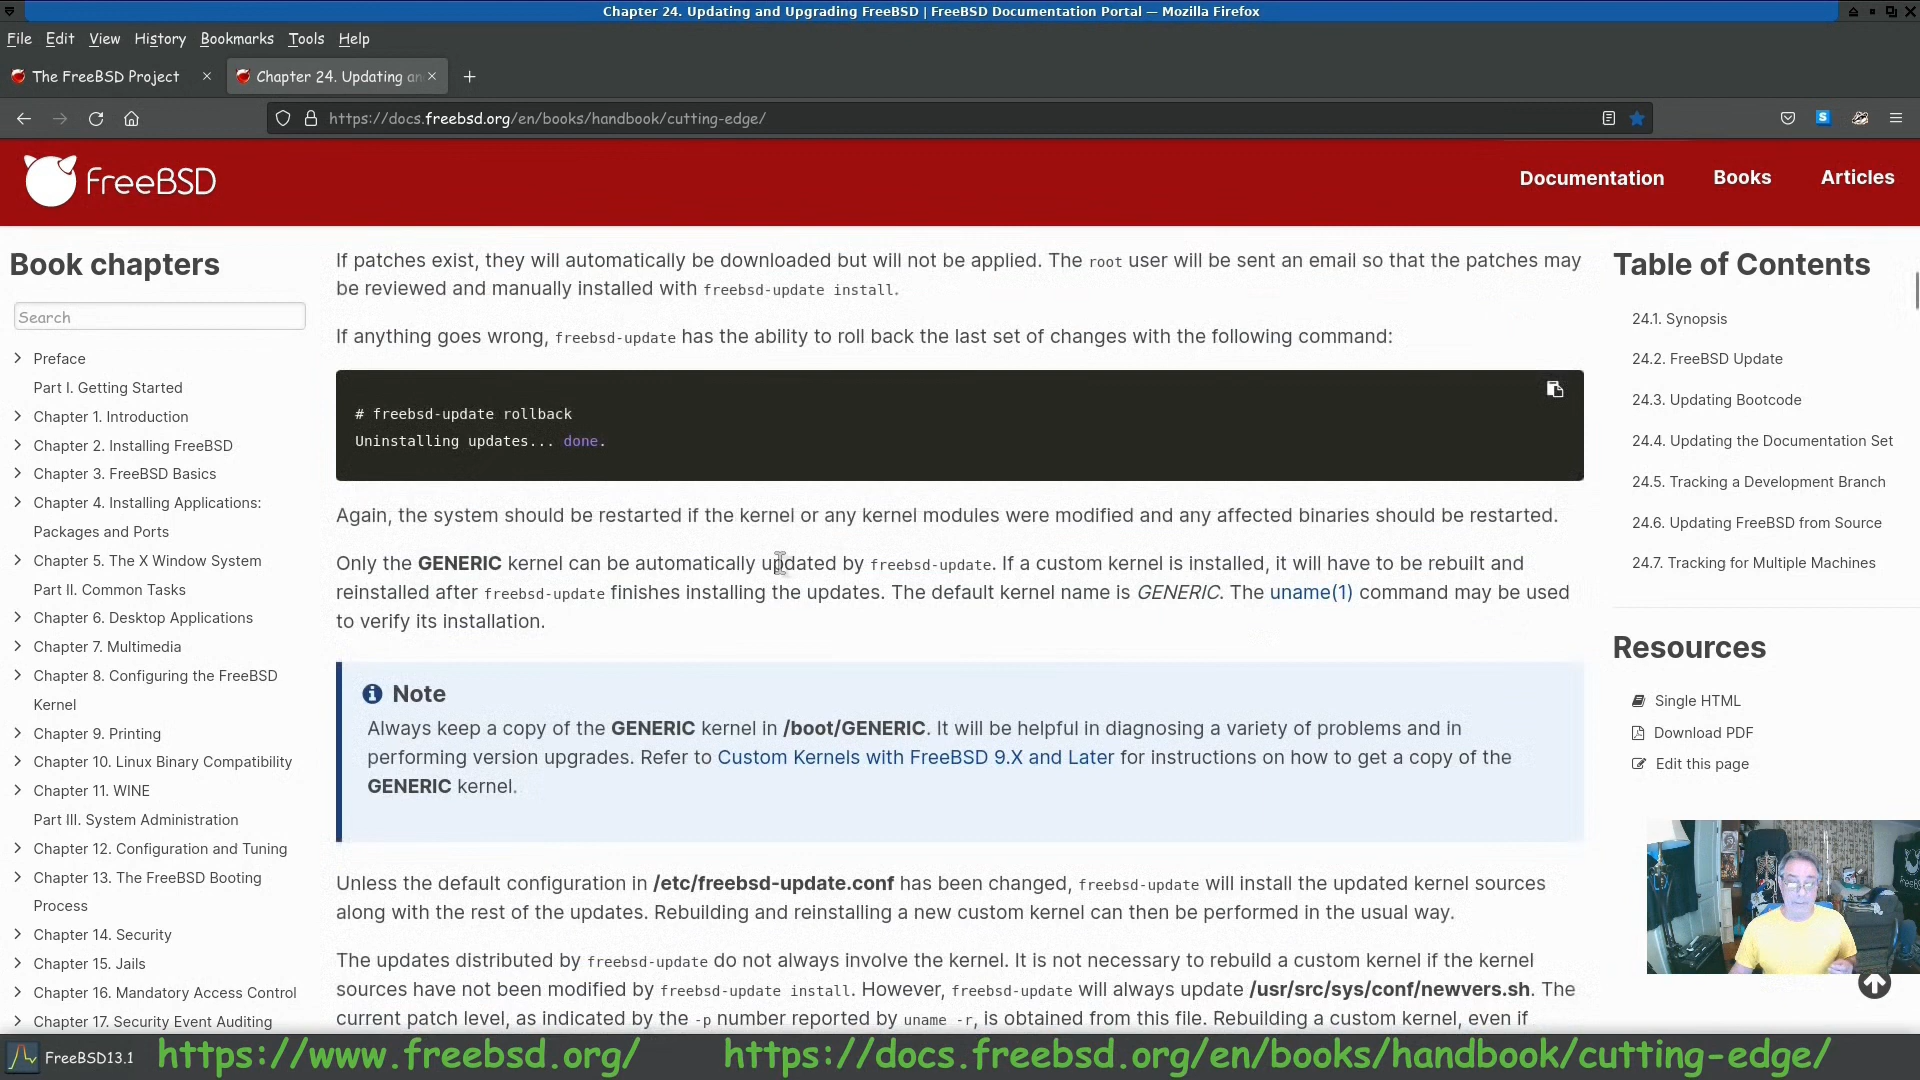 Chapter 24. Updating and Upgrading FreeBSD | FreeBSD Documentation Portal — Mozilla Firefox
File Edit View History Bookmarks Tools Help
The FreeBSD Project
Chapter 24. Updating an
https://docs.freebsd.org/en/books/handbook/cutting-edge/
S
FreeBSD
Documentation Books Articles
Book chapters
Search
Preface
Part I. Getting Started
Chapter 1. Introduction
Chapter 2. Installing FreeBSD
Chapter 3. FreeBSD Basics
Chapter 4. Installing Applications:
Packages and Ports
Chapter 5. The X Window System
Part II. Common Tasks
Chapter 6. Desktop Applications
Chapter 7. Multimedia
Chapter 8. Configuring the FreeBSD
Kernel
Chapter 9. Printing
Chapter 10. Linux Binary Compatibility
Chapter 11. WINE
Part III. System Administration
Chapter 12. Configuration and Tuning
Chapter 13. The FreeBSD Booting
Process
Chapter 14. Security
Chapter 15. Jails
Chapter 16. Mandatory Access Control
Chapter 17. Security Event Auditing
If patches exist, they will automatically be downloaded but will not be applied. The root user will be sent an email so that the patches may
be reviewed and manually installed with freebsd-update install.
If anything goes wrong, freebsd-update has the ability to roll back the last set of changes with the following command:
# freebsd-update rollback
Uninstalling updates... done.
Again, the system should be restarted if the kernel or any kernel modules were modified and any affected binaries should be restarted.
Only the GENERIC kernel can be automatically updated by freebsd-update. If a custom kernel is installed, it will have to be rebuilt and
reinstalled after freebsd-update finishes installing the updates. The default kernel name is GENERIC. The uname(1) command may be used
to verify its installation.
Note
Always keep a copy of the GENERIC kernel in /boot/GENERIC. It will be helpful in diagnosing a variety of problems and in
performing version upgrades. Refer to Custom Kernels with FreeBSD 9.X and Later for instructions on how to get a copy of the
GENERIC kernel.
Unless the default configuration in /etc/freebsd-update.conf has been changed, freebsd-update will install the updated kernel sources
along with the rest of the updates. Rebuilding and reinstalling a new custom kernel can then be performed in the usual way.
The updates distributed by freebsd-update do not always involve the kernel. It is not necessary to rebuild a custom kernel if the kernel
sources have not been modified by freebsd-update install. However, freebsd-update will always update /usr/src/sys/conf/newvers.sh. The
current patch level, as indicated by the -p number reported by uname -r, is obtained from this file. Rebuilding a custom kernel, even if
Table of Contents
24.1. Synopsis
24.2. FreeBSD Update
24.3. Updating Bootcode
24.4. Updating the Documentation Set
24.5. Tracking a Development Branch
24.6. Updating FreeBSD from Source
24.7. Tracking for Multiple Machines
Resources
Single HTML
Download PDF
Edit this page
FreeBSD13.1 https://www.freebsd.org/ https://docs.freebsd.org/en/books/handbook/cutting-edge/